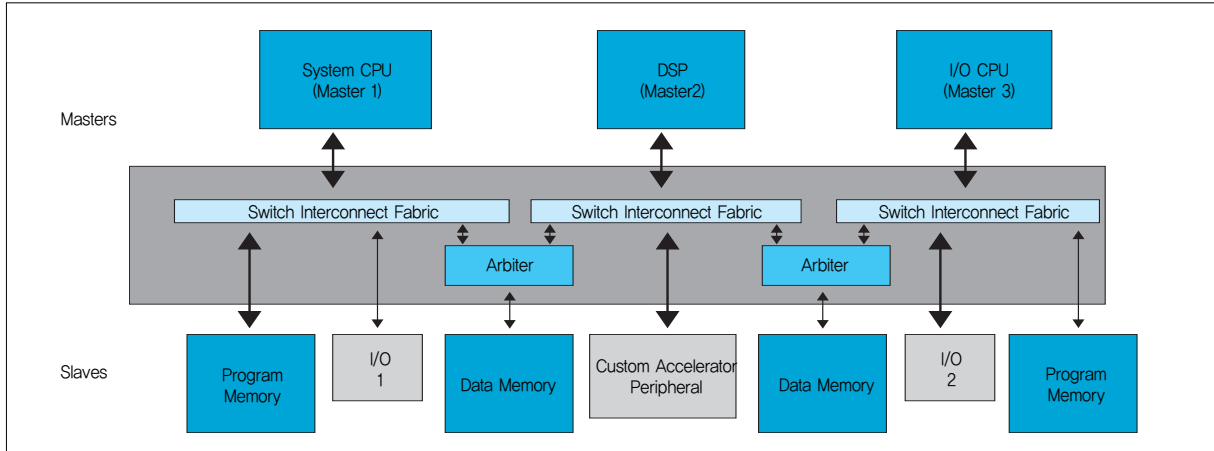 System CPU
(Master 1)
DSP
(Master2)
I/O CPU
(Master 3)
Masters
Switch Interconnect Fabric
Switch Interconnect Fabric
Switch Interconnect Fabric
Arbiter
Arbiter
Slaves
Program
Memory
I/O
1
Data Memory
Custom Accelerator
Peripheral
Data Memory
I/O
2
Program
Memory